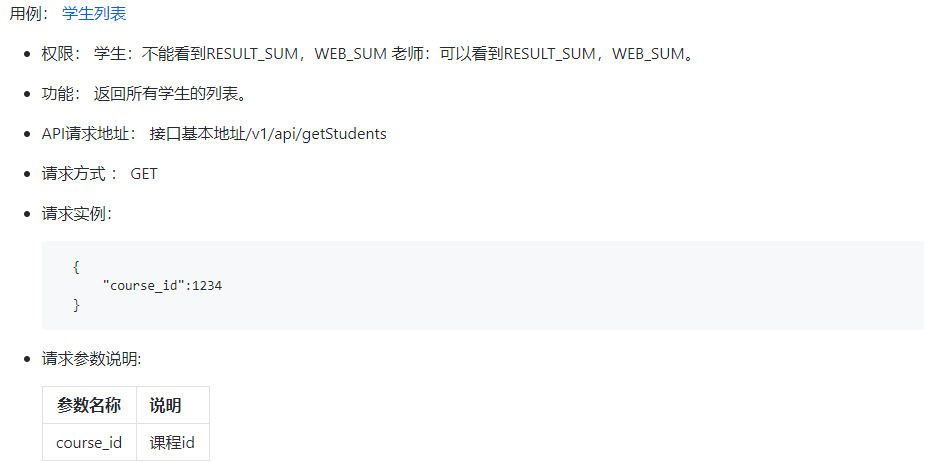 用例： 学生列表
权限： 学生：不能看到RESULT_SUM，WEB_SUM 老师：可以看到RESULT_SUM，WEB_SUM。
功能： 返回所有学生的列表。
API请求地址： 接口基本地址/v1/api/getStudents
请求方式 ： GET
请求实例：
{
"course_id":1234
}
请求参数说明:
参数名称 说明
course_id 课程id